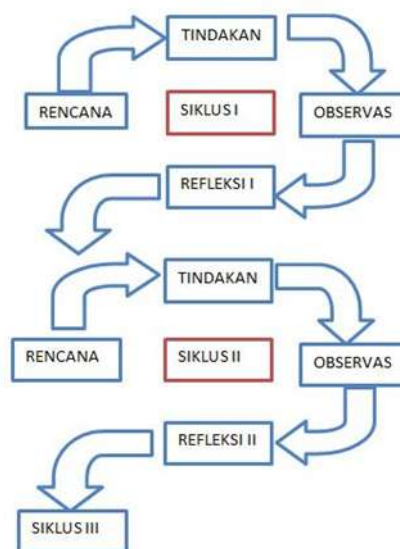 TINDAKAN
RENCANA
SIKLUS I
OBSERVAS
REFLEKSI I
TINDAKAN
RENCANA
SIKLUS II
OBSERVAS
REFLEKSI II
SIKLUS III